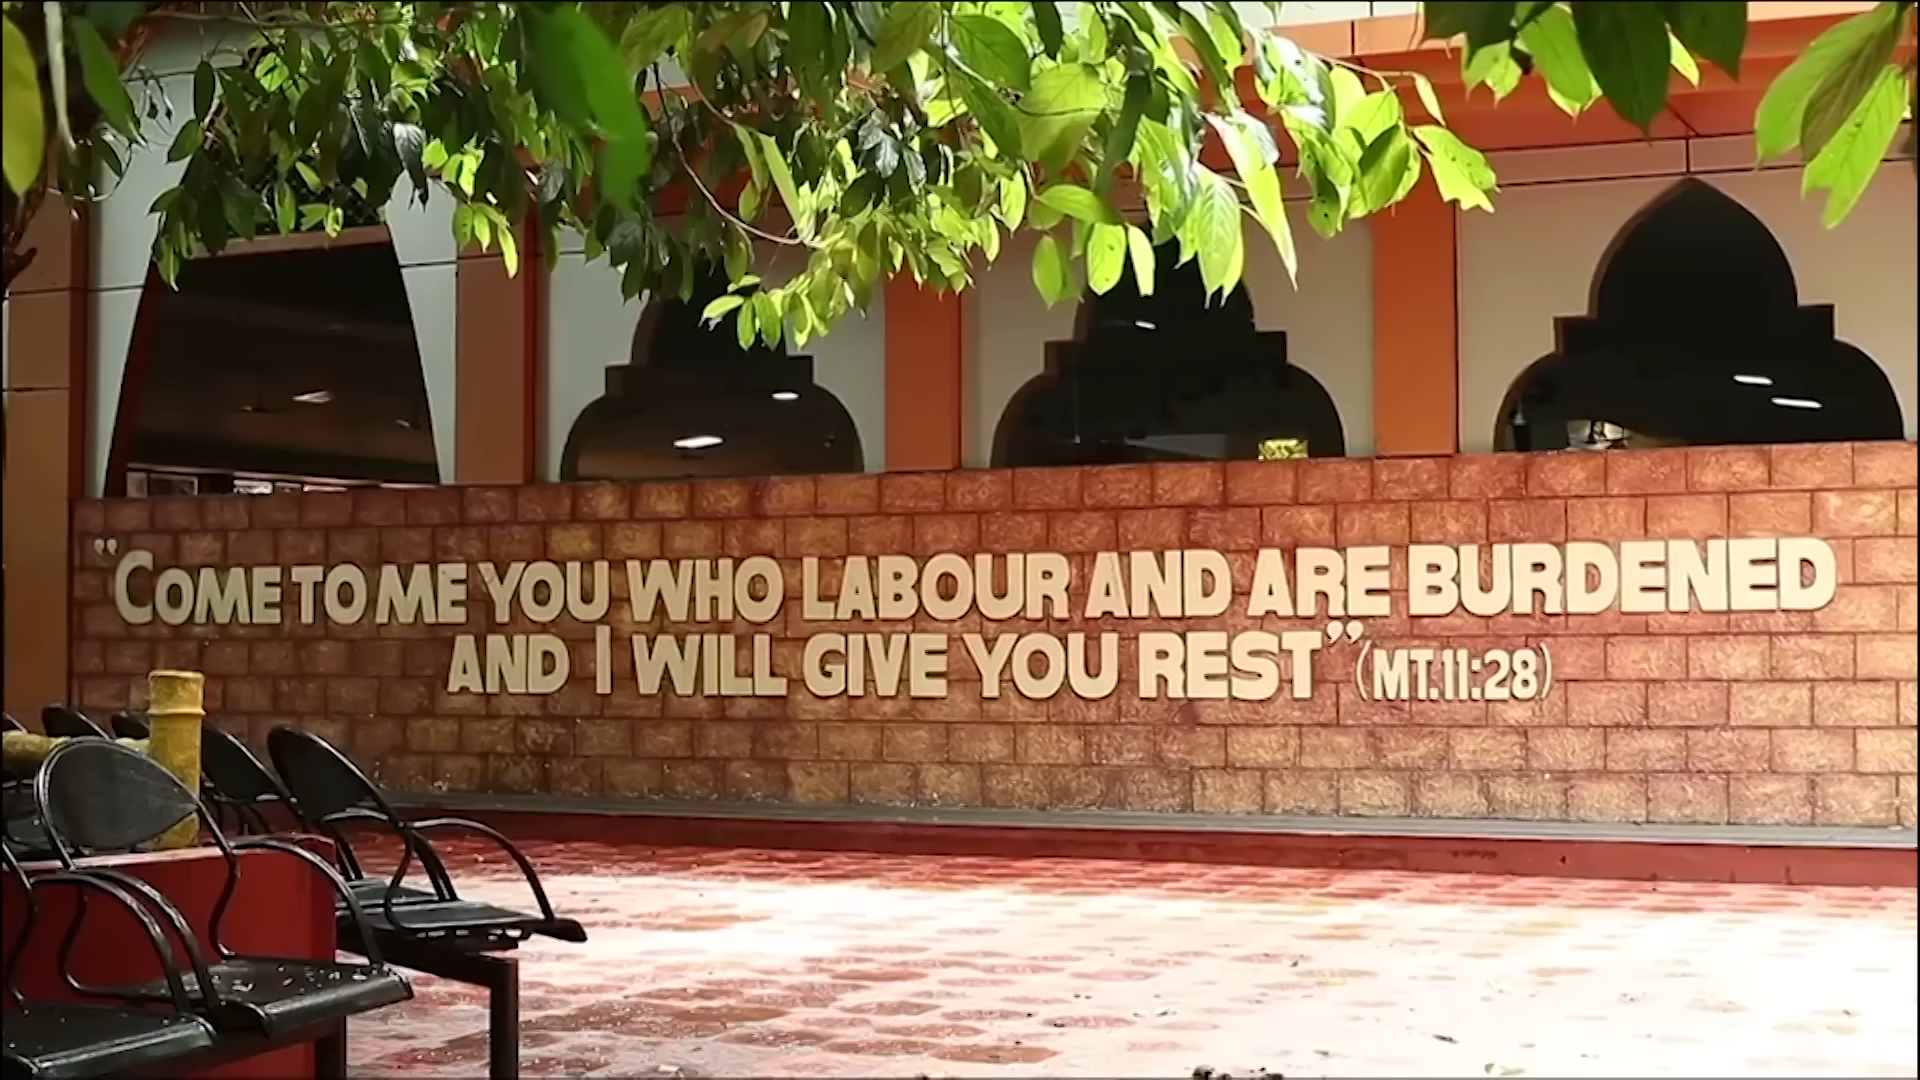 "COME TO ME YOU WHO LABOUR AND ARE BURDENED
AND I WILL GIVE YOU REST" (MT.11:28)